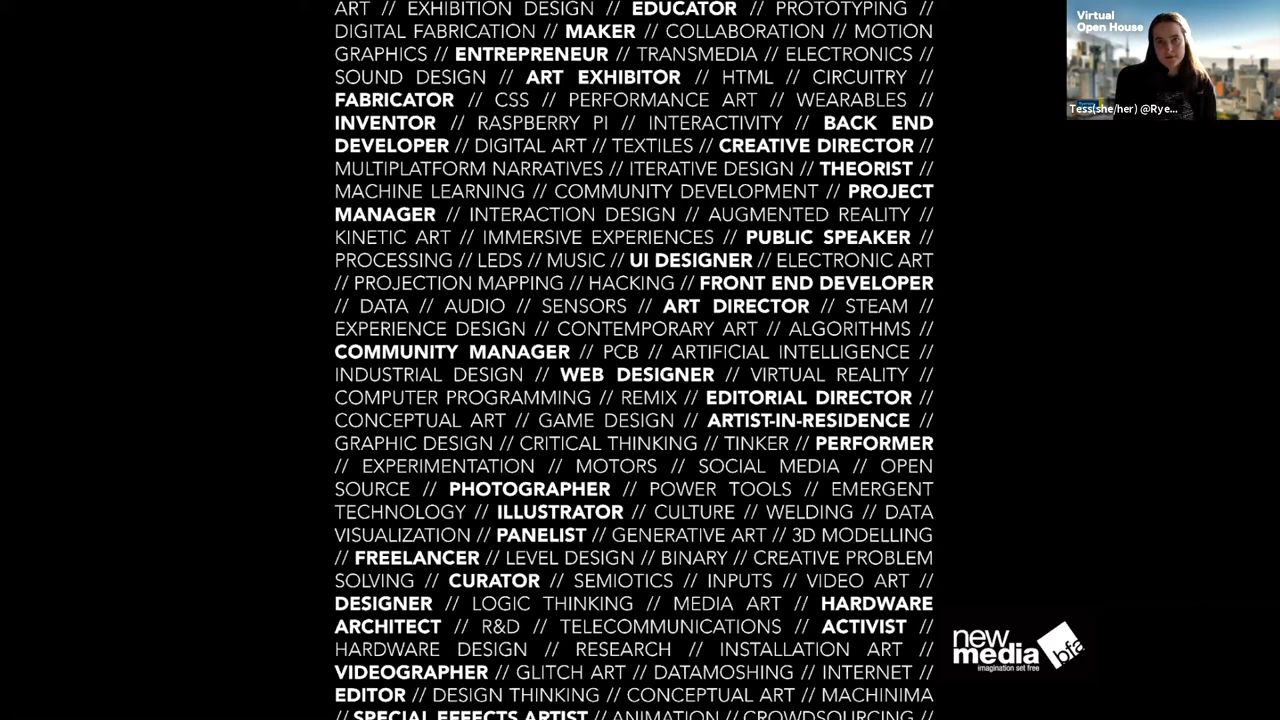 ART // EXHIBITION DESIGN // EDUCATOR // PROTOTYPING //
DIGITAL FABRICATION // MAKER // COLLABORATION // MOTION
GRAPHICS // ENTREPRENEUR // TRANSMEDIA // ELECTRONICS //
SOUND DESIGN // ART EXHIBITOR // HTML // CIRCUITRY //
FABRICATOR // CSS // PERFORMANCE ART // WEARABLES //
INVENTOR // RASPBERRY PI // INTERACTIVITY // BACK END
DEVELOPER // DIGITAL ART // TEXTILES // CREATIVE DIRECTOR //
MULTIPLATFORM NARRATIVES // ITERATIVE DESIGN // THEORIST //
MACHINE LEARNING // COMMUNITY DEVELOPMENT // PROJECT
MANAGER // INTERACTION DESIGN // AUGMENTED REALITY //
KINETIC ART // IMMERSIVE EXPERIENCES // PUBLIC SPEAKER //
PROCESSING // LEDS // MUSIC // UI DESIGNER // ELECTRONIC ART
// PROJECTION MAPPING // HACKING // FRONT END DEVELOPER
// DATA // AUDIO // SENSORS // ART DIRECTOR // STEAM //
EXPERIENCE DESIGN // CONTEMPORARY ART // ALGORITHMS //
COMMUNITY MANAGER // PCB // ARTIFICIAL INTELLIGENCE //
INDUSTRIAL DESIGN // WEB DESIGNER // VIRTUAL REALITY //
COMPUTER PROGRAMMING // REMIX // EDITORIAL DIRECTOR //
CONCEPTUAL ART // GAME DESIGN // ARTIST-IN-RESIDENCE //
GRAPHIC DESIGN // CRITICAL THINKING // TINKER // PERFORMER
// EXPERIMENTATION // MOTORS // SOCIAL MEDIA // OPEN
SOURCE // PHOTOGRAPHER // POWER TOOLS // EMERGENT
TECHNOLOGY // ILLUSTRATOR // CULTURE // WELDING // DATA
VISUALIZATION // PANELIST // GENERATIVE ART // 3D MODELLING
// FREELANCER // LEVEL DESIGN // BINARY // CREATIVE PROBLEM
SOLVING // CURATOR // SEMIOTICS // INPUTS // VIDEO ART //
DESIGNER // LOGIC THINKING // MEDIA ART // HARDWARE
ARCHITECT // R&D // TELECOMMUNICATIONS // ACTIVIST //
HARDWARE DESIGN // RESEARCH // INSTALLATION ART //
VIDEOGRAPHER // GLITCH ART // DATAMOSHING // INTERNET //
EDITOR // DESIGN THINKING // CONCEPTUAL ART // MACHINIMA
// SPECIAL EFFECTS ARTIST // ANIMATION // CROWDSOURCING //
Virtual
Open House
Tess(she/her) @Rye...
new
media bfa
imagination set free